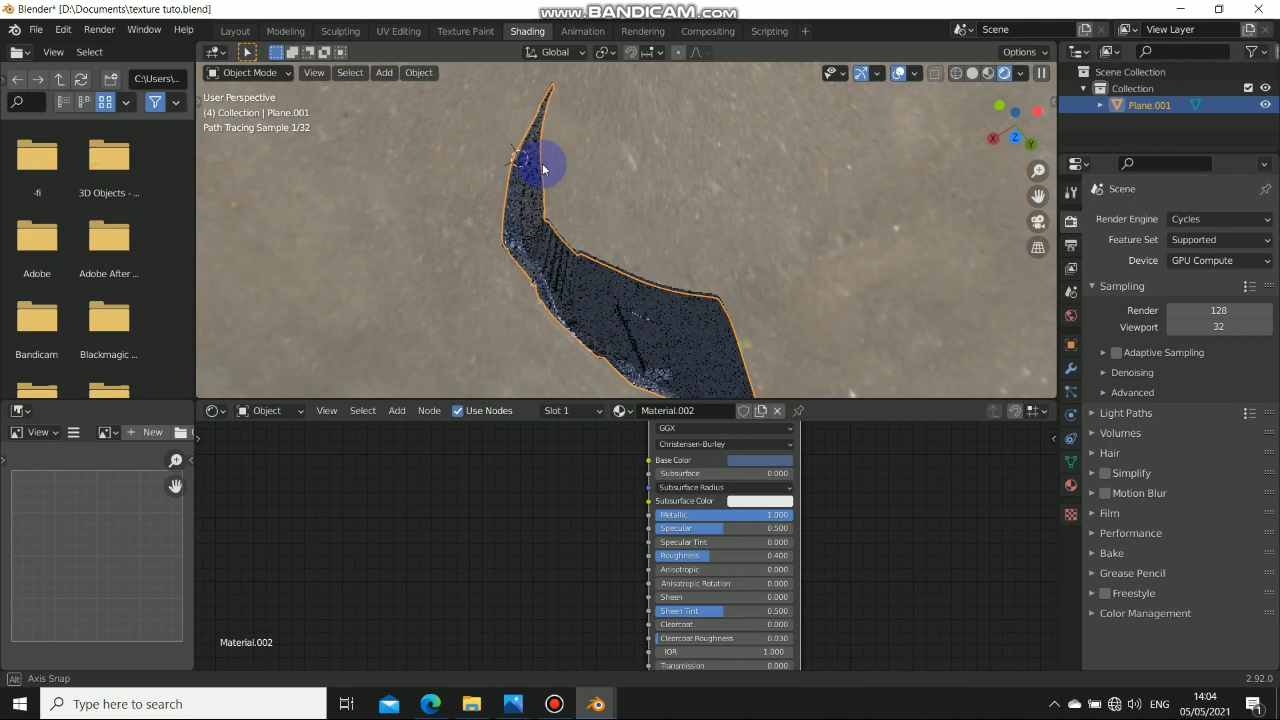 Blender* [D:\Documents\texture tuto.blend]
www.BANDICAM.com
File Edit Render Window Help
Layout Modeling Sculpting UV Editing Texture Paint Shading Animation Rendering Compositing Scripting +
Scene
View Layer
View Select
Global
Options
C:\Users\...
Object Mode View Select Add Object
User Perspective
(4) Collection | Plane.001
Path Tracing Sample 1/32
X
Y
Z
-fi
3D Objects - ...
Adobe
Adobe After ...
Bandicam
Blackmagic ...
Scene Collection
Collection
Plane.001
Scene
Render Engine Cycles
Feature Set Supported
Device GPU Compute
Sampling
Render 128
Viewport 32
Adaptive Sampling
Denoising
Advanced
Light Paths
Volumes
Hair
Simplify
Motion Blur
Film
Performance
Bake
Grease Pencil
Freestyle
Color Management
View
New
Object View Select Add Node Use Nodes Slot 1 Material.002
GGX
Christensen-Burley
Base Color
Subsurface 0.000
Subsurface Radius
Subsurface Color
Metallic 1.000
Specular 0.500
Specular Tint 0.000
Roughness 0.400
Anisotropic 0.000
Anisotropic Rotation 0.000
Sheen 0.000
Sheen Tint 0.500
Clearcoat 0.000
Clearcoat Roughness 0.030
IOR 1.000
Transmission 0.000
Material.002
Alt Axis Snap
2.92.0
Type here to search
ENG
14:04
05/05/2021